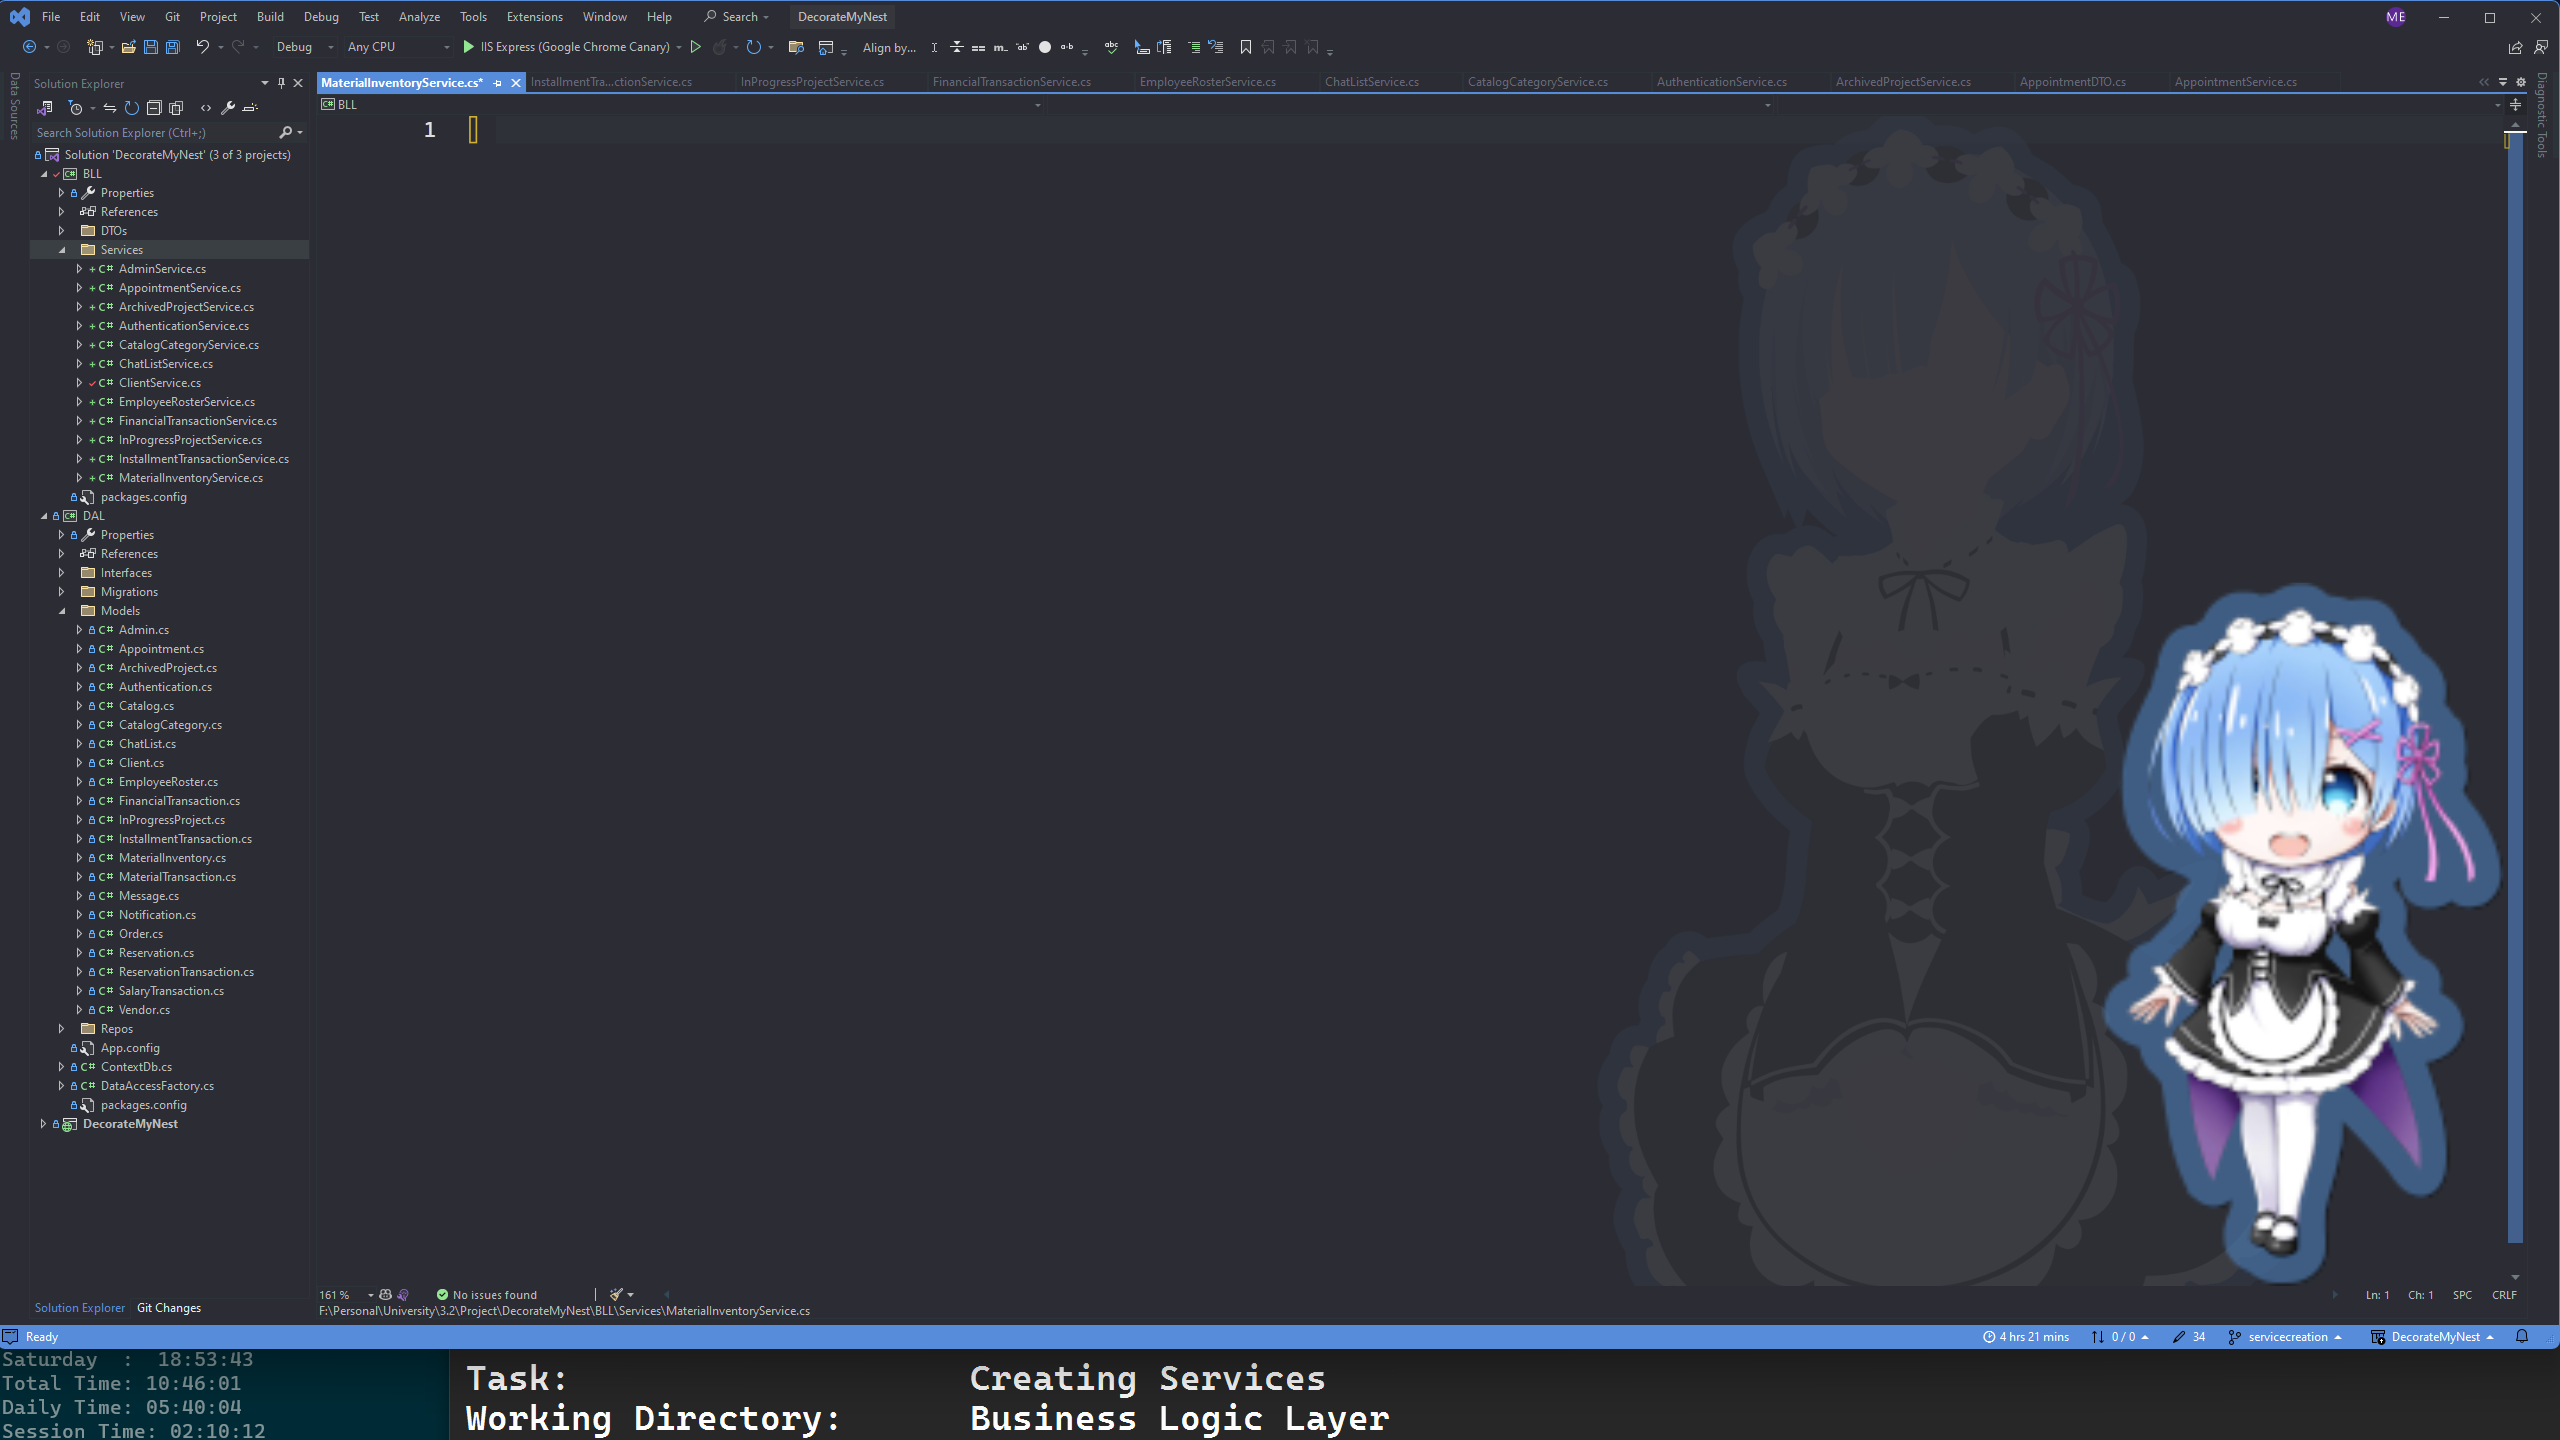 File Edit View Git Project Build Debug Test Analyze Tools Extensions Window Help Search DecorateMyNest ME
Debug Any CPU IIS Express (Google Chrome Canary) Align by...
Data Sources
Solution Explorer
Search Solution Explorer (Ctrl+;)
Solution 'DecorateMyNest' (3 of 3 projects)
BLL
Properties
References
DTOs
Services
AdminService.cs
AppointmentService.cs
ArchivedProjectService.cs
AuthenticationService.cs
CatalogCategoryService.cs
ChatListService.cs
ClientService.cs
EmployeeRosterService.cs
FinancialTransactionService.cs
InProgressProjectService.cs
InstallmentTransactionService.cs
MaterialInventoryService.cs
packages.config
DAL
Properties
References
Interfaces
Migrations
Models
Admin.cs
Appointment.cs
ArchivedProject.cs
Authentication.cs
Catalog.cs
CatalogCategory.cs
ChatList.cs
Client.cs
EmployeeRoster.cs
FinancialTransaction.cs
InProgressProject.cs
InstallmentTransaction.cs
MaterialInventory.cs
MaterialTransaction.cs
Message.cs
Notification.cs
Order.cs
Reservation.cs
ReservationTransaction.cs
SalaryTransaction.cs
Vendor.cs
Repos
App.config
ContextDb.cs
DataAccessFactory.cs
packages.config
DecorateMyNest
Solution Explorer Git Changes
MaterialInventoryService.cs* InstallmentTra...ctionService.cs InProgressProjectService.cs FinancialTransactionService.cs EmployeeRosterService.cs ChatListService.cs CatalogCategoryService.cs AuthenticationService.cs ArchivedProjectService.cs AppointmentDTO.cs AppointmentService.cs
BLL
1
Diagnostic Tools
161 % No issues found Ln: 1 Ch: 1 SPC CRLF
F:\Personal\University\3.2\Project\DecorateMyNest\BLL\Services\MaterialInventoryService.cs
Ready 4 hrs 21 mins 0 / 0 34 servicecreation DecorateMyNest
Saturday : 18:53:43
Total Time: 10:46:01
Daily Time: 05:40:04
Session Time: 02:10:12
Task: Creating Services
Working Directory: Business Logic Layer